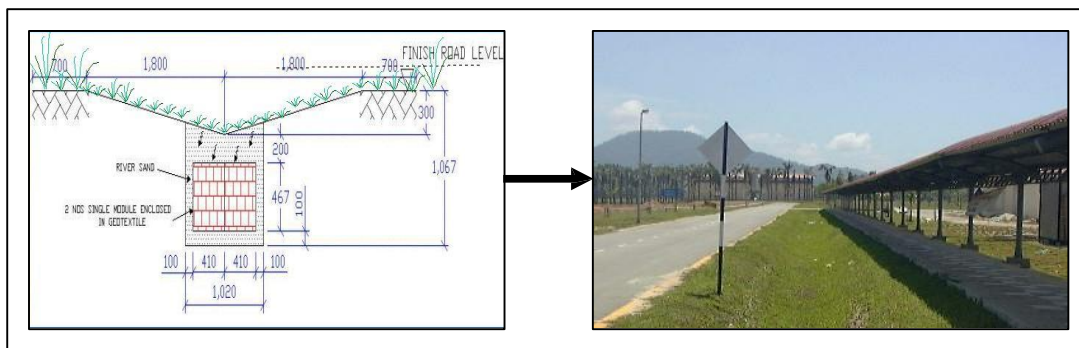 FINISH ROAD LEVEL
700 1,800 1,800 700
300
200
RIVER SAND
1,067
467
100
2 NOS SINGLE MODULE ENCLOSED
IN GEOTEXTILE
100 410 410 100
1,020